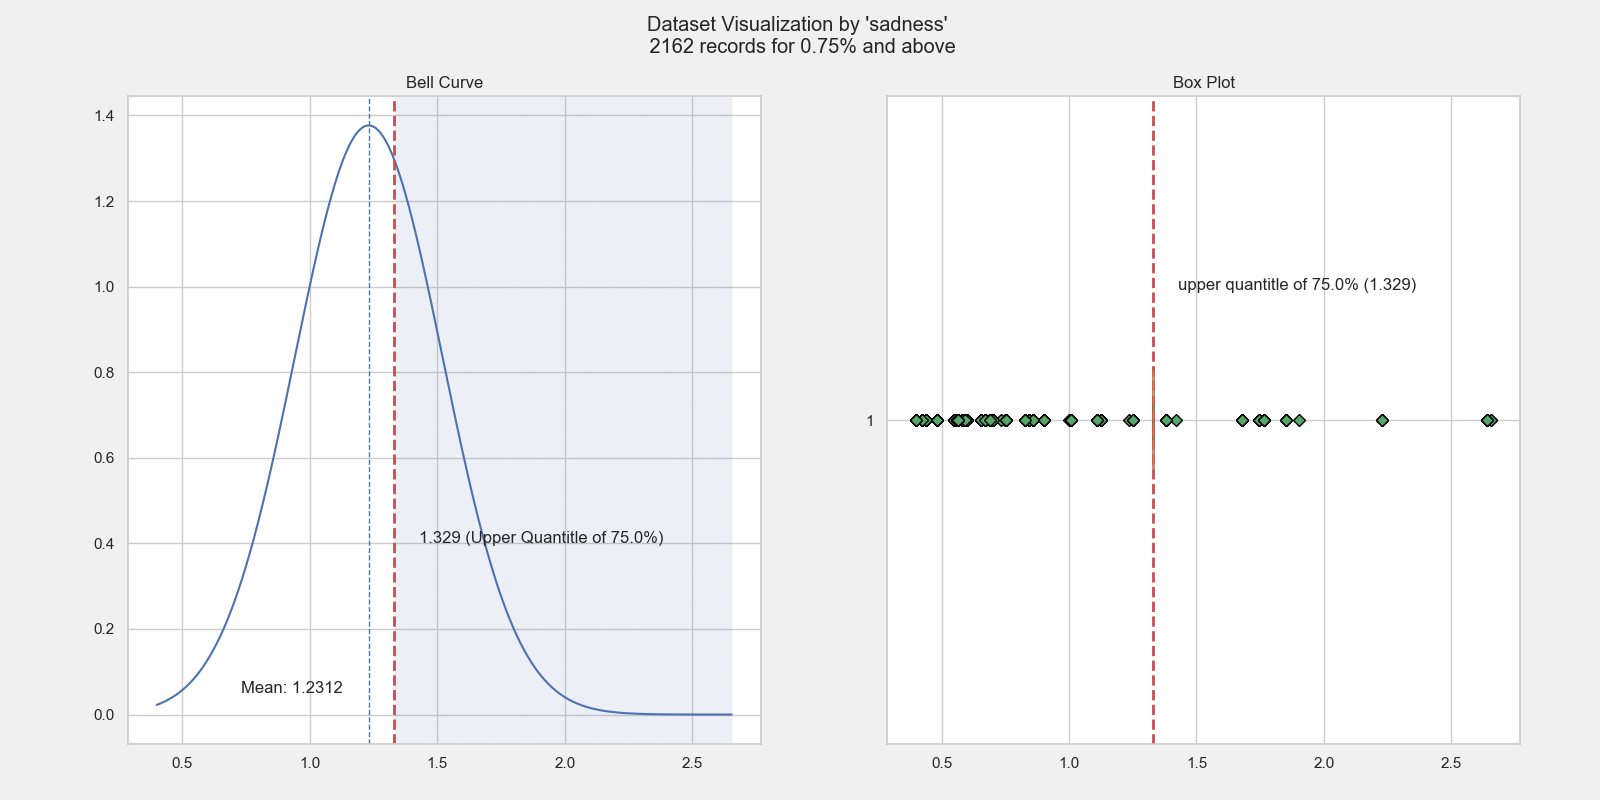 Dataset Visualization by 'sadness'
2162 records for 0.75% and above
Bell Curve
1.4
1.2
1.0
0.8
0.6
0.4
0.2
0.0
1.329 (Upper Quantitle of 75.0%)
Mean: 1.2312
0.5 1.0 1.5 2.0 2.5
Box Plot
upper quantitle of 75.0% (1.329)
1
0.5 1.0 1.5 2.0 2.5